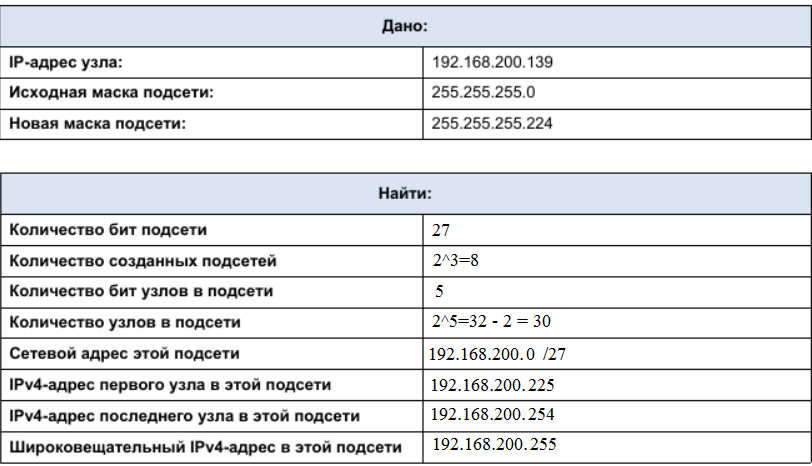 Дано:
IP-адрес узла: 192.168.200.139
Исходная маска подсети: 255.255.255.0
Новая маска подсети: 255.255.255.224
Найти:
Количество бит подсети 27
Количество созданных подсетей 2^3=8
Количество бит узлов в подсети 5
Количество узлов в подсети 2^5=32 - 2 = 30
Сетевой адрес этой подсети 192.168.200.0 /27
IPv4-адрес первого узла в этой подсети 192.168.200.225
IPv4-адрес последнего узла в этой подсети 192.168.200.254
Широковещательный IPv4-адрес в этой подсети 192.168.200.255